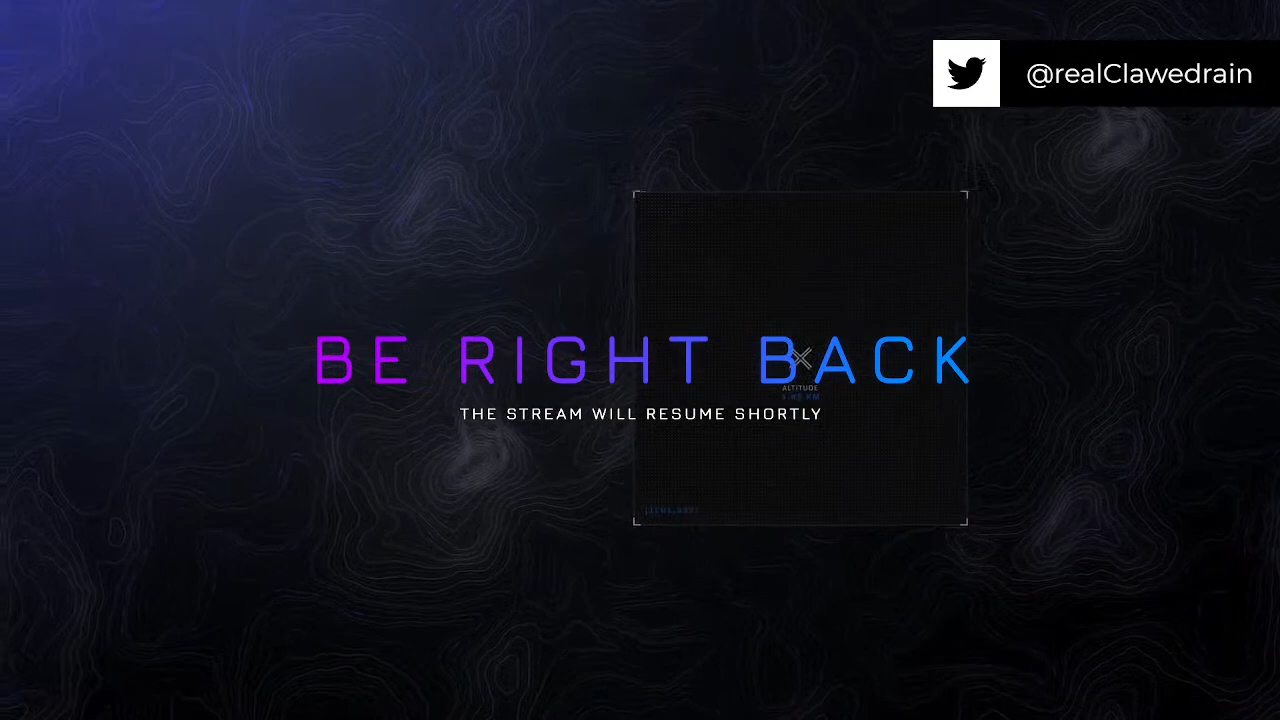 @realClawedrain
BE RIGHT BACK
ALTITUDE
THE STREAM WILL RESUME SHORTLY